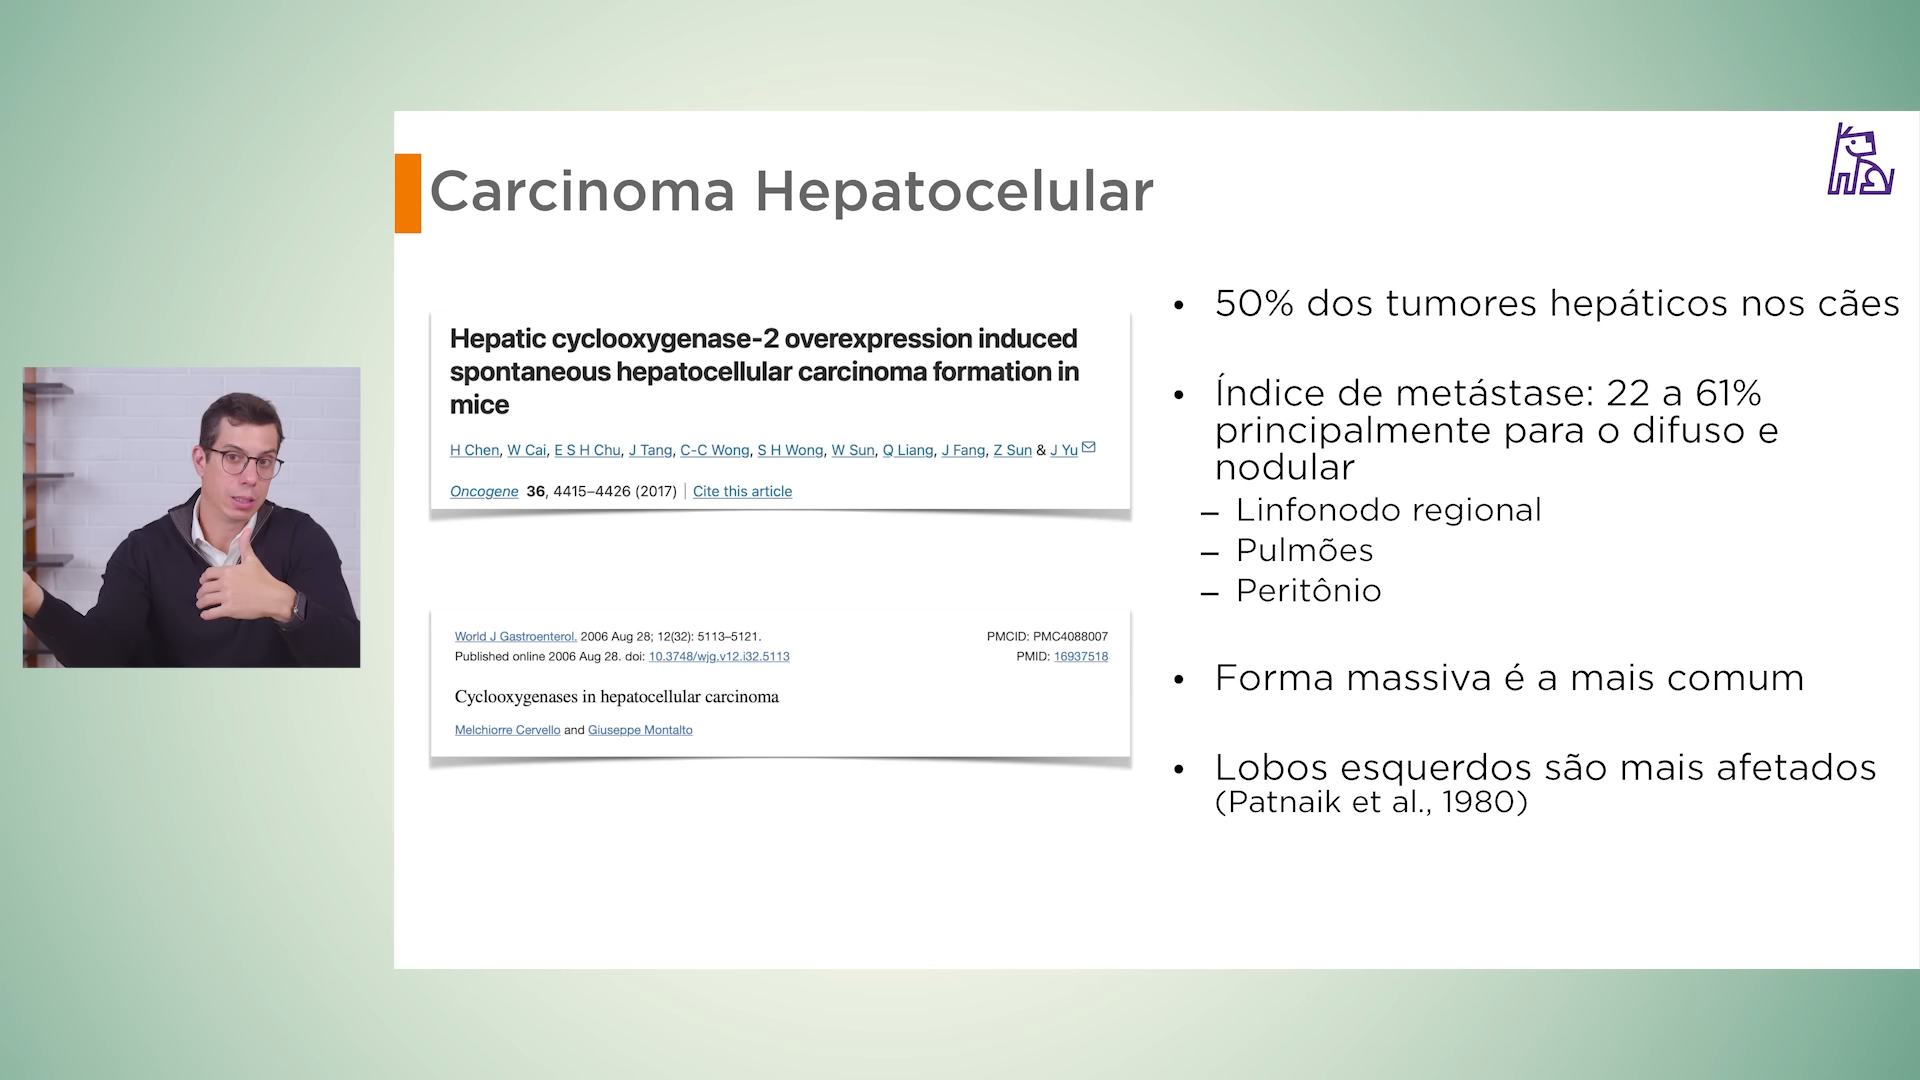 Carcinoma Hepatocelular
Hepatic cyclooxygenase-2 overexpression induced
spontaneous hepatocellular carcinoma formation in
mice
H Chen, W Cai, E S H Chu, J Tang, C-C Wong, S H Wong, W Sun, Q Liang, J Fang, Z Sun & J Yu
Oncogene 36, 4415–4426 (2017) | Cite this article
World J Gastroenterol. 2006 Aug 28; 12(32): 5113–5121.
Published online 2006 Aug 28. doi: 10.3748/wjg.v12.i32.5113
PMCID: PMC4088007
PMID: 16937518
Cyclooxygenases in hepatocellular carcinoma
Melchiorre Cervello and Giuseppe Montalto
• 50% dos tumores hepáticos nos cães
• Índice de metástase: 22 a 61%
principalmente para o difuso e
nodular
– Linfonodo regional
– Pulmões
– Peritônio
• Forma massiva é a mais comum
• Lobos esquerdos são mais afetados
(Patnaik et al., 1980)